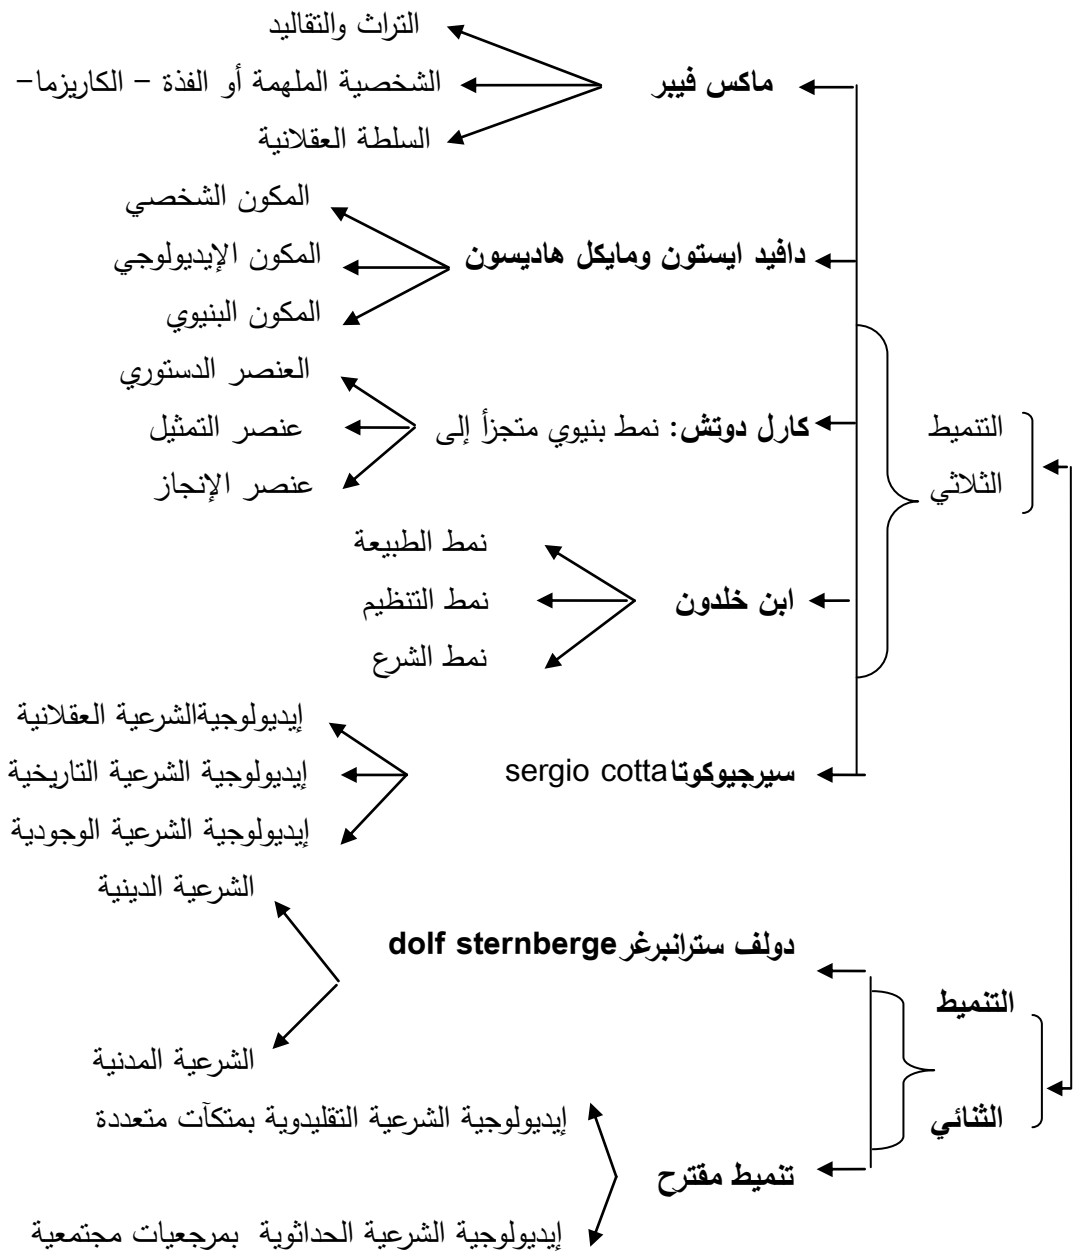 التراث والتقاليد
ماكس فيبر
الشخصية الملهمة أو الفذة – الكاريزما–
السلطة العقلانية
المكون الشخصي
دافيد ايستون ومايكل هاديسون
المكون الإيديولوجي
المكون البنيوي
العنصر الدستوري
التنميط
كارل دوتش: نمط بنيوي متجزأ إلى
عنصر التمثيل
الثلاثي
عنصر الإنجاز
نمط الطبيعة
ابن خلدون
نمط التنظيم
نمط الشرع
إيديولوجيةالشرعية العقلانية
سيرجيوكوتا sergio cotta
إيديولوجية الشرعية التاريخية
إيديولوجية الشرعية الوجودية
الشرعية الدينية
دولف سترانبرغر dolf sternberge
التنميط
الشرعية المدنية
الثنائي
إيديولوجية الشرعية التقليدوية بمتكآت متعددة
تنميط مقترح
إيديولوجية الشرعية الحداثوية بمرجعيات مجتمعية